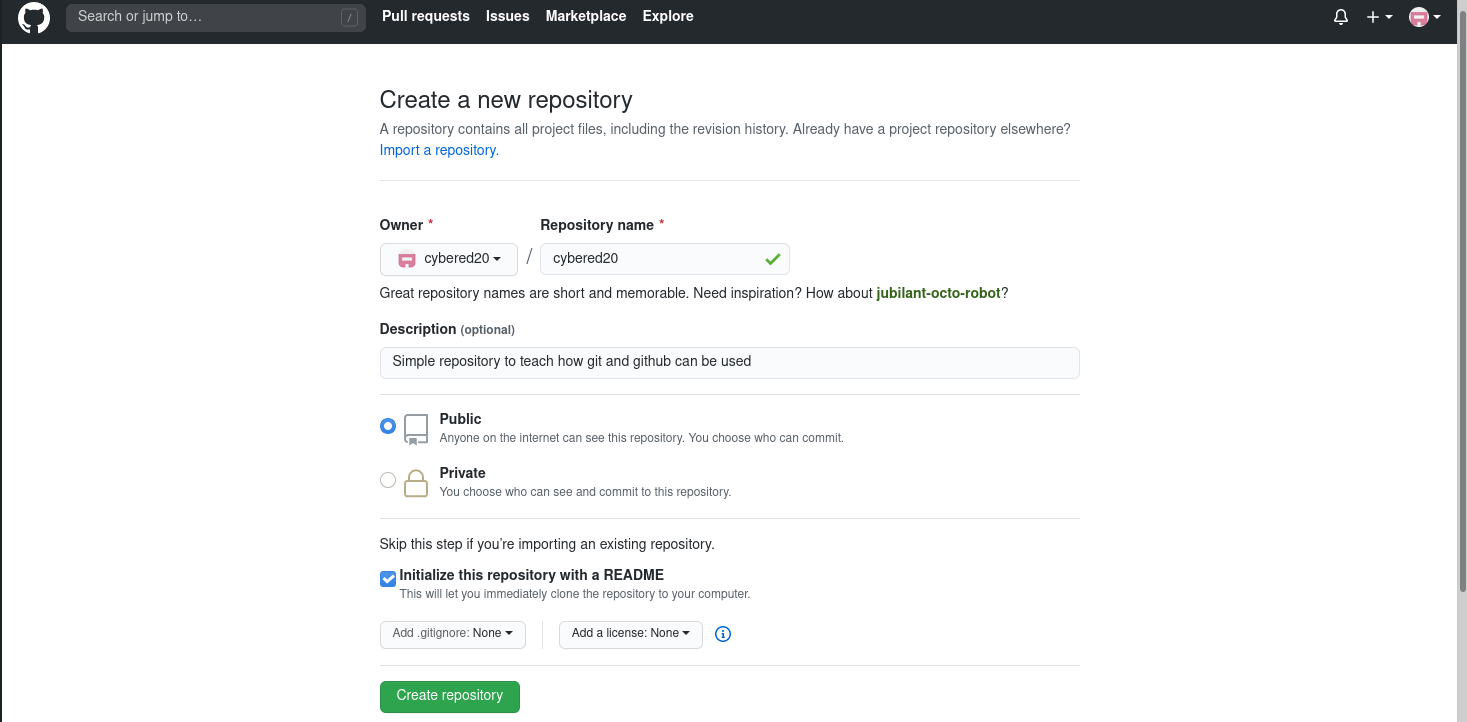 Search or jump to… /
Pull requests Issues Marketplace Explore
Create a new repository
A repository contains all project files, including the revision history. Already have a project repository elsewhere?
Import a repository.
Owner * Repository name *
cybered20 / cybered20
Great repository names are short and memorable. Need inspiration? How about jubilant-octo-robot?
Description (optional)
Simple repository to teach how git and github can be used
Public
Anyone on the internet can see this repository. You choose who can commit.
Private
You choose who can see and commit to this repository.
Skip this step if you're importing an existing repository.
Initialize this repository with a README
This will let you immediately clone the repository to your computer.
Add .gitignore: None Add a license: None
Create repository